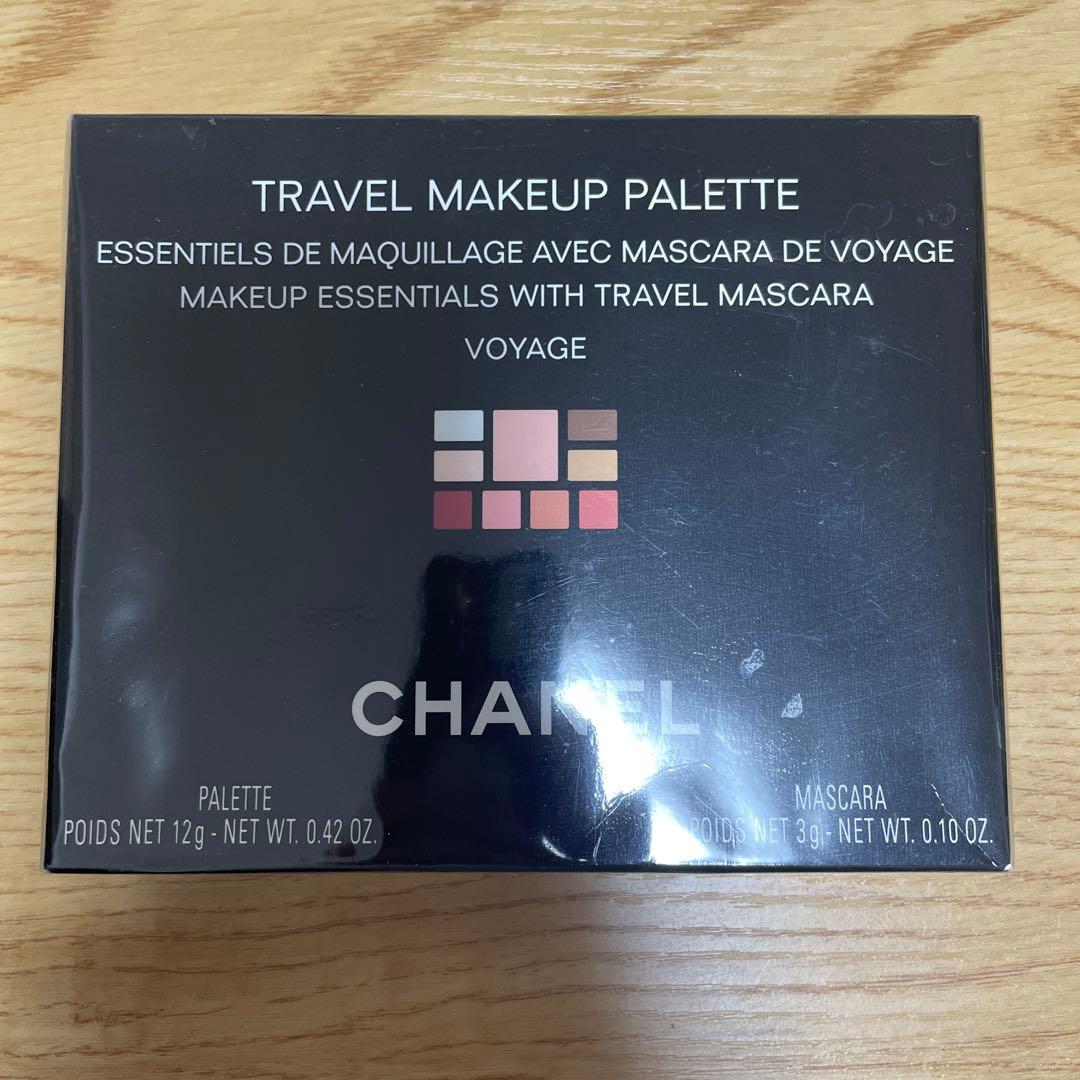 TRAVEL MAKEUP PALETTE
ESSENTIELS DE MAQUILLAGE AVEC MASCARA DE VOYAGE
MAKEUP ESSENTIALS WITH TRAVEL MASCARA
VOYAGE
CHANEL
PALETTE
POIDS NET 12g - NET WT. 0.42 OZ.
MASCARA
POIDS NET 3g - NET WT. 0.10 OZ.